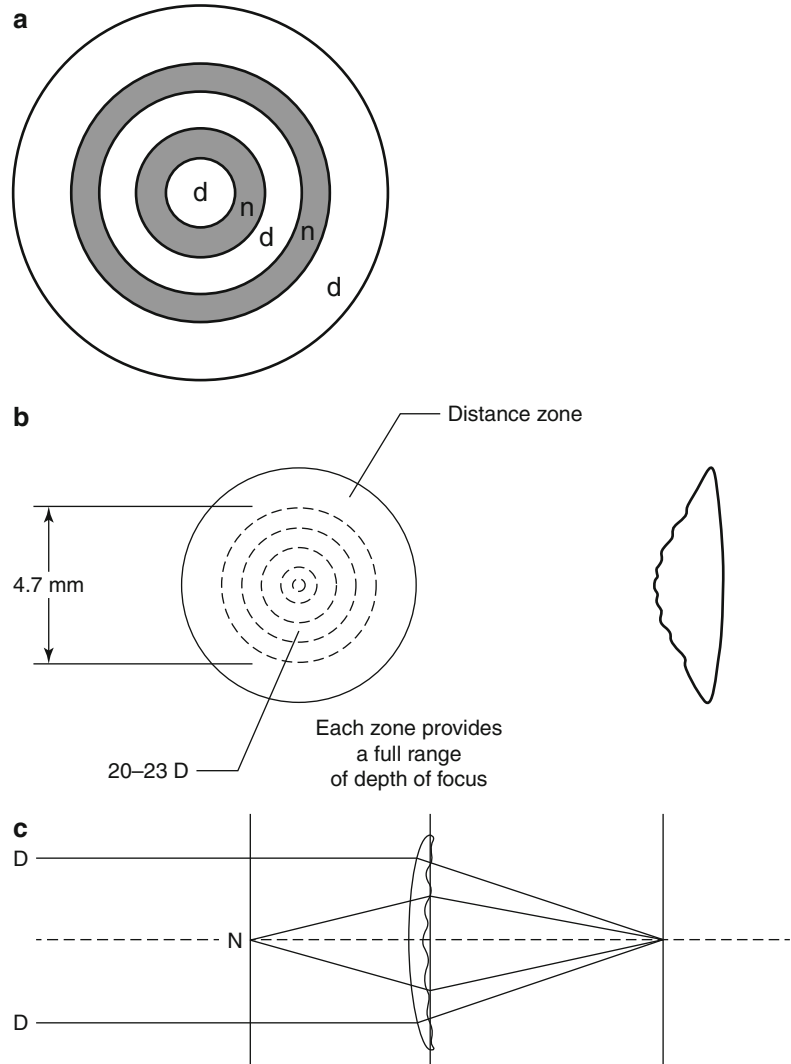 a
d
n
d
n
d
b
Distance zone
4.7 mm
20–23 D
Each zone provides
a full range
of depth of focus
c
D
N
D